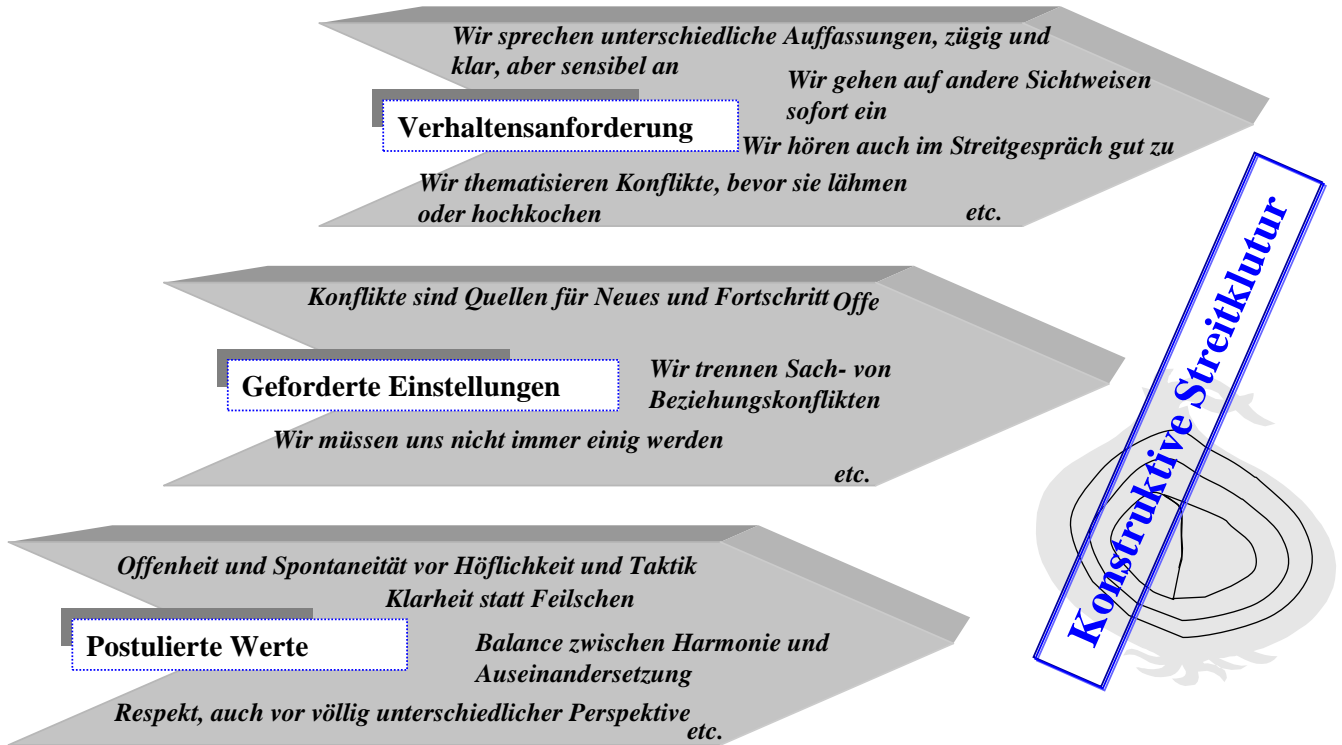 Wir sprechen unterschiedliche Auffassungen, zügig und
klar, aber sensibel an
Wir gehen auf andere Sichtweisen
sofort ein
Verhaltensanforderung
Wir hören auch im Streitgespräch gut zu
Wir thematisieren Konflikte, bevor sie lähmen
oder hochkochen
etc.
Konflikte sind Quellen für Neues und Fortschritt
Offe
Wir trennen Sach- von
Beziehungskonflikten
Geforderte Einstellungen
Wir müssen uns nicht immer einig werden
etc.
Offenheit und Spontaneität vor Höflichkeit und Taktik
Klarheit statt Feilschen
Postulierte Werte
Balance zwischen Harmonie und
Auseinandersetzung
Respekt, auch vor völlig unterschiedlicher Perspektive
etc.
Konstruktive Streitklutur